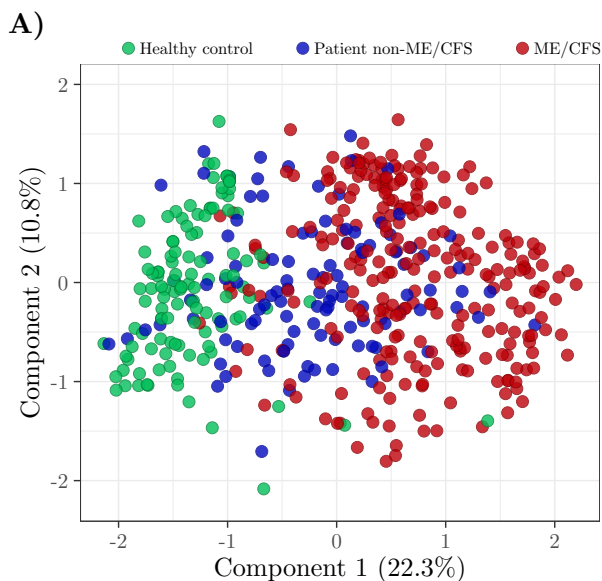 A)
Healthy control Patient non-ME/CFS ME/CFS
2
1
0
-1
-2
Component 2 (10.8%)
-2 -1 0 1 2
Component 1 (22.3%)